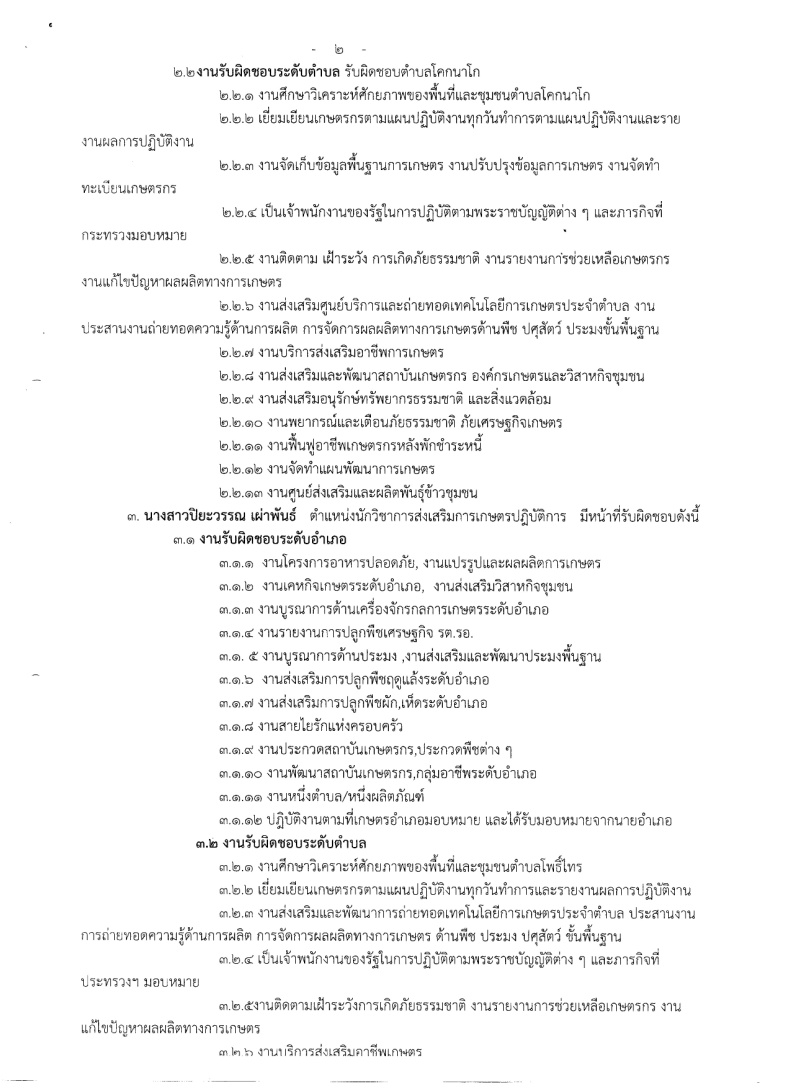 - ๒ -
๒.๒งานรับผิดชอบระดับตำบล รับผิดชอบตำบลโคกนาโก
๒.๒.๑ งานศึกษาวิเคราะห์ศักยภาพของพื้นที่และชุมชนตำบลโคกนาโก
๒.๒.๒ เยี่ยมเยียนเกษตรกรตามแผนปฏิบัติงานทุกวันทำการตามแผนปฏิบัติงานและราย
งานผลการปฏิบัติงาน
๒.๒.๓ งานจัดเก็บข้อมูลพื้นฐานการเกษตร งานปรับปรุงข้อมูลการเกษตร งานจัดทำ
ทะเบียนเกษตรกร
๒.๒.๔ เป็นเจ้าพนักงานของรัฐในการปฏิบัติตามพระราชบัญญัติต่าง ๆ และภารกิจที่
กระทรวงมอบหมาย
๒.๒.๕ งานติดตาม เฝ้าระวัง การเกิดภัยธรรมชาติ งานรายงานการช่วยเหลือเกษตรกร
งานแก้ไขปัญหาผลผลิตทางการเกษตร
๒.๒.๖ งานส่งเสริมศูนย์บริการและถ่ายทอดเทคโนโลยีการเกษตรประจำตำบล งาน
ประสานงานถ่ายทอดความรู้ด้านการผลิต การจัดการผลผลิตทางการเกษตรด้านพืช ปศุสัตว์ ประมงขั้นพื้นฐาน
๒.๒.๗ งานบริการส่งเสริมอาชีพการเกษตร
๒.๒.๘ งานส่งเสริมและพัฒนาสถาบันเกษตรกร องค์กรเกษตรและวิสาหกิจชุมชน
๒.๒.๙ งานส่งเสริมอนุรักษ์ทรัพยากรธรรมชาติ และสิ่งแวดล้อม
๒.๒.๑๐ งานพยากรณ์และเตือนภัยธรรมชาติ ภัยเศรษฐกิจเกษตร
๒.๒.๑๑ งานฟื้นฟูอาชีพเกษตรกรหลังพักชำระหนี้
๒.๒.๑๒ งานจัดทำแผนพัฒนาการเกษตร
๒.๒.๑๓ งานศูนย์ส่งเสริมและผลิตพันธุ์ข้าวชุมชน
๓. นางสาวปิยะวรรณ เผ่าพันธ์ ตำแหน่งนักวิชาการส่งเสริมการเกษตรปฏิบัติการ มีหน้าที่รับผิดชอบดังนี้
๓.๑ งานรับผิดชอบระดับอำเภอ
๓.๑.๑ งานโครงการอาหารปลอดภัย, งานแปรรูปและผลผลิตการเกษตร
๓.๑.๒ งานเคหกิจเกษตรระดับอำเภอ, งานส่งเสริมวิสาหกิจชุมชน
๓.๑.๓ งานบูรณาการด้านเครื่องจักรกลการเกษตรระดับอำเภอ
๓.๑.๔ งานรายงานการปลูกพืชเศรษฐกิจ รต.รอ.
๓.๑. ๕ งานบูรณาการด้านประมง ,งานส่งเสริมและพัฒนาประมงพื้นฐาน
๓.๑.๖ งานส่งเสริมการปลูกพืชฤดูแล้งระดับอำเภอ
๓.๑.๗ งานส่งเสริมการปลูกพืชผัก,เห็ดระดับอำเภอ
๓.๑.๘ งานสายใยรักแห่งครอบครัว
๓.๑.๙ งานประกวดสถาบันเกษตรกร,ประกวดพืชต่าง ๆ
๓.๑.๑๐ งานพัฒนาสถาบันเกษตรกร,กลุ่มอาชีพระดับอำเภอ
๓.๑.๑๑ งานหนึ่งตำบล/หนึ่งผลิตภัณฑ์
๓.๑.๑๒ ปฏิบัติงานตามที่เกษตรอำเภอมอบหมาย และได้รับมอบหมายจากนายอำเภอ
๓.๒ งานรับผิดชอบระดับตำบล
๓.๒.๑ งานศึกษาวิเคราะห์ศักยภาพของพื้นที่และชุมชนตำบลโพธิ์ไทร
๓.๒.๒ เยี่ยมเยียนเกษตรกรตามแผนปฏิบัติงานทุกวันทำการและรายงานผลการปฏิบัติงาน
๓.๒.๓ งานส่งเสริมและพัฒนาการถ่ายทอดเทคโนโลยีการเกษตรประจำตำบล ประสานงาน
การถ่ายทอดความรู้ด้านการผลิต การจัดการผลผลิตทางการเกษตร ด้านพืช ประมง ปศุสัตว์ ขั้นพื้นฐาน
๓.๒.๔ เป็นเจ้าพนักงานของรัฐในการปฏิบัติตามพระราชบัญญัติต่าง ๆ และภารกิจที่
ประทรวงฯ มอบหมาย
๓.๒.๕งานติดตามเฝ้าระวังการเกิดภัยธรรมชาติ งานรายงานการช่วยเหลือเกษตรกร งาน
แก้ไขปัญหาผลผลิตทางการเกษตร
๓.๒.๖ งานบริการส่งเสริมอาชีพเกษตร